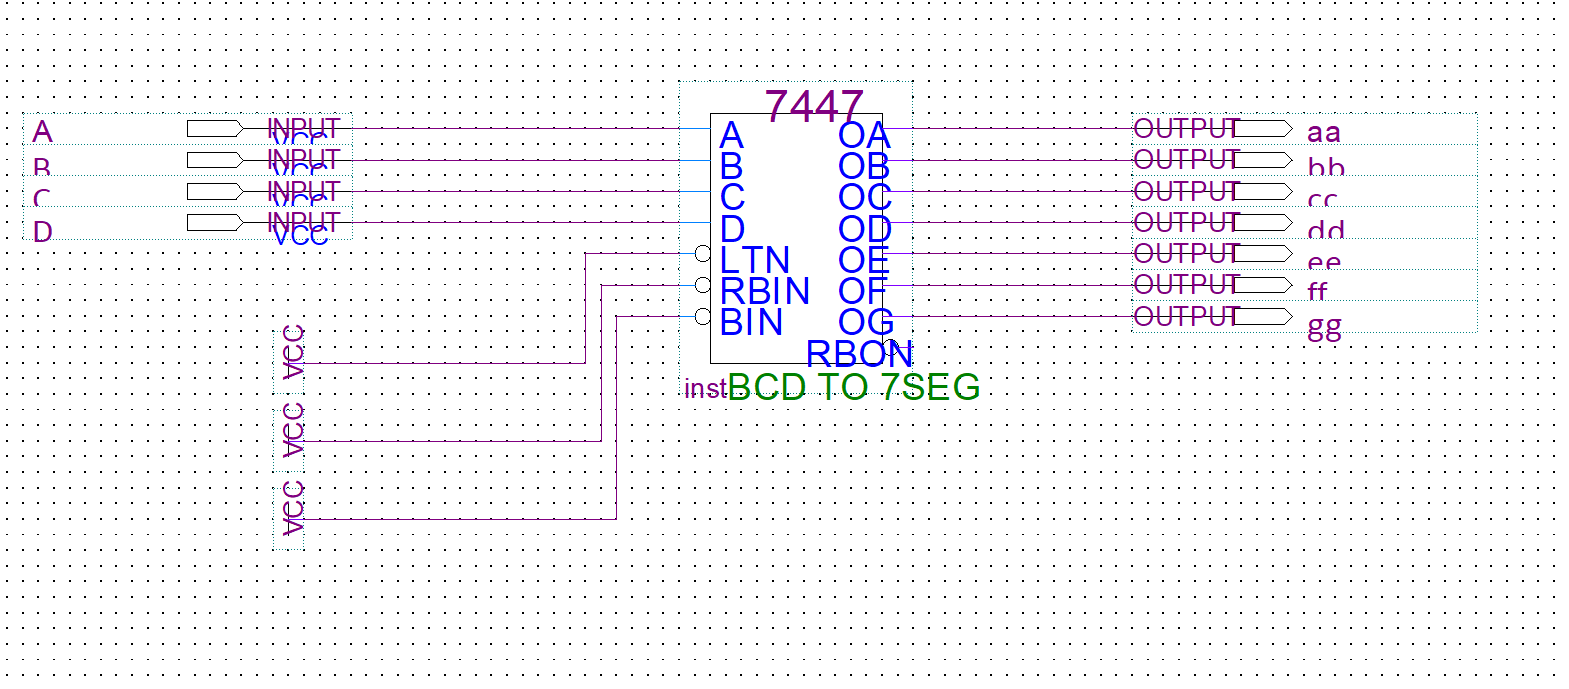 7447
A INPUT VCC A OA OUTPUT aa
B INPUT VCC B OB OUTPUT bb
C INPUT VCC C OC OUTPUT cc
D INPUT VCC D OD OUTPUT dd
LTN OE OUTPUT ee
RBIN OF OUTPUT ff
BIN OG OUTPUT gg
RBON
VCC
inst BCD TO 7SEG
VCC
VCC